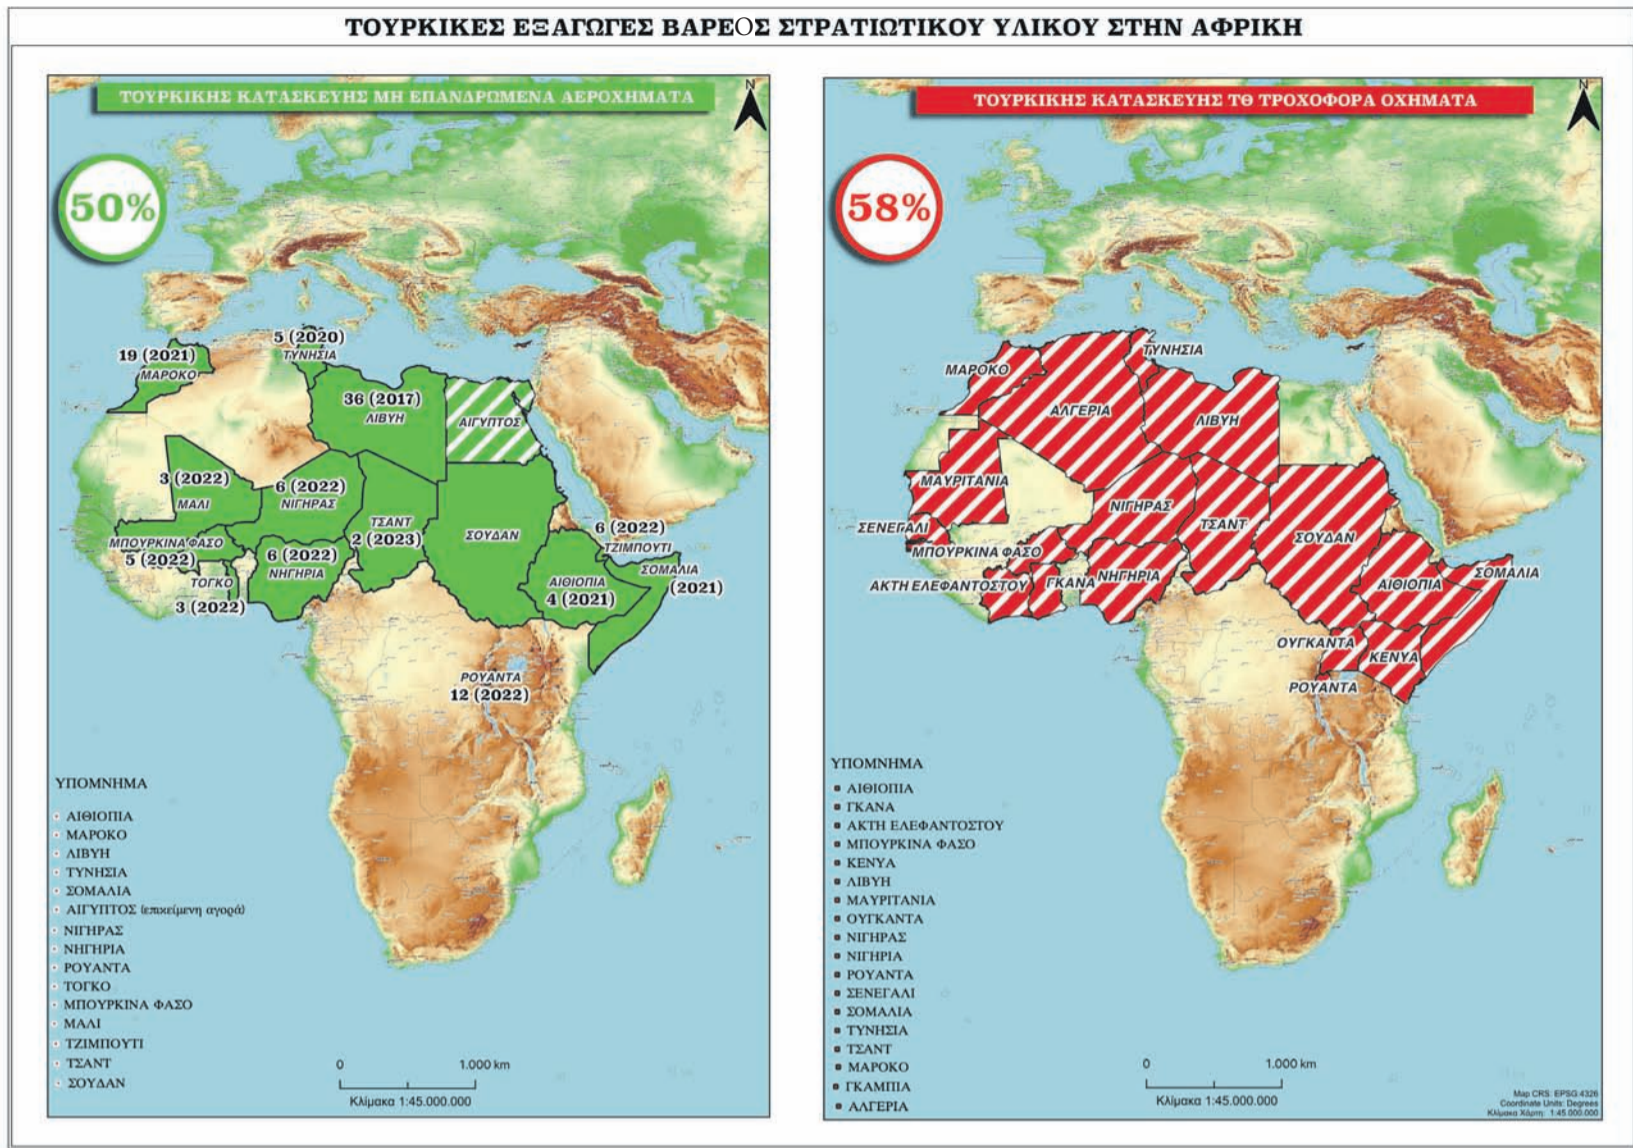 ΤΟΥΡΚΙΚΕΣ ΕΞΑΓΩΓΕΣ ΒΑΡΕΟΣ ΣΤΡΑΤΙΩΤΙΚΟΥ ΥΛΙΚΟΥ ΣΤΗΝ ΑΦΡΙΚΗ
ΤΟΥΡΚΙΚΗΣ ΚΑΤΑΣΚΕΥΗΣ ΜΗ ΕΠΑΝΔΡΩΜΕΝΑ ΑΕΡΟΧΗΜΑΤΑ
N
50%
5 (2020)
ΤΥΝΗΣΙΑ
19 (2021)
ΜΑΡΟΚΟ
36 (2017)
ΛΙΒΥΗ
ΑΙΓΥΠΤΟΣ
3 (2022)
ΜΑΛΙ
6 (2022)
ΝΙΓΗΡΑΣ
ΤΣΑΝΤ
2 (2023)
ΣΟΥΔΑΝ
6 (2022)
ΤΖΙΜΠΟΥΤΙ
ΜΠΟΥΡΚΙΝΑ ΦΑΣΟ
5 (2022)
6 (2022)
ΝΗΓΗΡΙΑ
ΣΟΜΑΛΙΑ
(2021)
ΤΟΓΚΟ
3 (2022)
ΑΙΘΙΟΠΙΑ
4 (2021)
ΡΟΥΑΝΤΑ
12 (2022)
ΥΠΟΜΝΗΜΑ
ΑΙΘΙΟΠΙΑ
ΜΑΡΟΚΟ
ΛΙΒΥΗ
ΤΥΝΗΣΙΑ
ΣΟΜΑΛΙΑ
ΑΙΓΥΠΤΟΣ (επικείμενη αγορά)
ΝΙΓΗΡΑΣ
ΝΗΓΗΡΙΑ
ΡΟΥΑΝΤΑ
ΤΟΓΚΟ
ΜΠΟΥΡΚΙΝΑ ΦΑΣΟ
ΜΑΛΙ
ΤΖΙΜΠΟΥΤΙ
ΤΣΑΝΤ
ΣΟΥΔΑΝ
0 1.000 km
Κλίμακα 1:45.000.000
ΤΟΥΡΚΙΚΗΣ ΚΑΤΑΣΚΕΥΗΣ ΤΘ ΤΡΟΧΟΦΟΡΑ ΟΧΗΜΑΤΑ
N
58%
ΤΥΝΗΣΙΑ
ΜΑΡΟΚΟ
ΑΛΓΕΡΙΑ
ΛΙΒΥΗ
ΜΑΥΡΙΤΑΝΙΑ
ΝΙΓΗΡΑΣ
ΤΣΑΝΤ
ΣΕΝΕΓΑΛΙ
ΣΟΥΔΑΝ
ΜΠΟΥΡΚΙΝΑ ΦΑΣΟ
ΑΚΤΗ ΕΛΕΦΑΝΤΟΣΤΟΥ
ΓΚΑΝΑ
ΝΗΓΗΡΙΑ
ΑΙΘΙΟΠΙΑ
ΣΟΜΑΛΙΑ
ΟΥΓΚΑΝΤΑ
ΚΕΝΥΑ
ΡΟΥΑΝΤΑ
ΥΠΟΜΝΗΜΑ
ΑΙΘΙΟΠΙΑ
ΓΚΑΝΑ
ΑΚΤΗ ΕΛΕΦΑΝΤΟΣΤΟΥ
ΜΠΟΥΡΚΙΝΑ ΦΑΣΟ
ΚΕΝΥΑ
ΛΙΒΥΗ
ΜΑΥΡΙΤΑΝΙΑ
ΟΥΓΚΑΝΤΑ
ΝΙΓΗΡΑΣ
ΝΙΓΗΡΙΑ
ΡΟΥΑΝΤΑ
ΣΕΝΕΓΑΛΙ
ΣΟΜΑΛΙΑ
ΤΥΝΗΣΙΑ
ΤΣΑΝΤ
ΜΑΡΟΚΟ
ΓΚΑΜΠΙΑ
ΑΛΓΕΡΙΑ
0 1.000 km
Κλίμακα 1:45.000.000
Map CRS: EPSG:4326
Coordinate Units: Degrees
Κλίμακα Χάρτη: 1:45.000.000